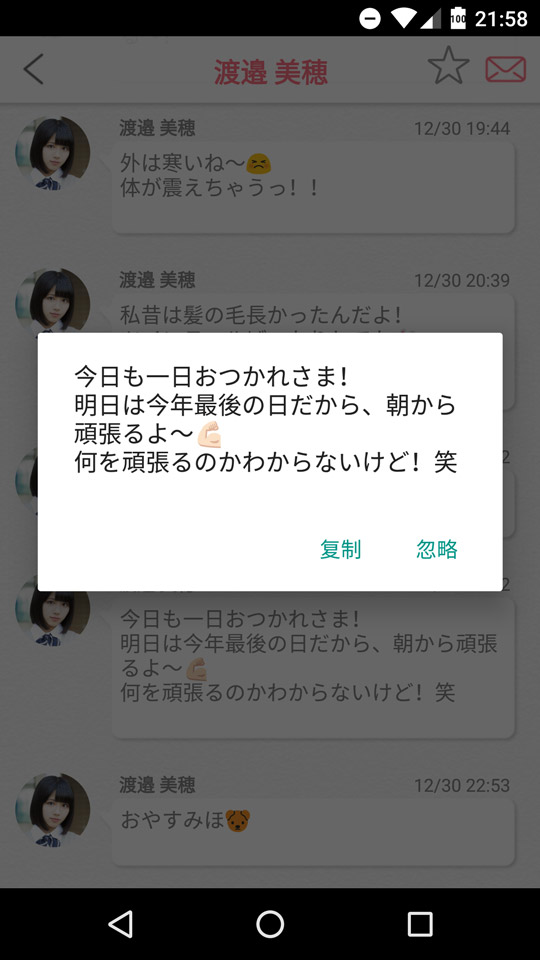 100 21:58
渡邉 美穂
渡邉 美穂 12/30 19:44
外は寒いね〜😣
体が震えちゃうっ！！
渡邉 美穂 12/30 20:39
私昔は髪の毛長かったんだよ！
今日も一日おつかれさま！
明日は今年最後の日だから、朝から
頑張るよ〜💪🏻
何を頑張るのかわからないけど！笑
复制 忽略
2
2
今日も一日おつかれさま！
明日は今年最後の日だから、朝から頑張
るよ〜💪🏻
何を頑張るのかわからないけど！笑
渡邉 美穂 12/30 22:53
おやすみほ🐶